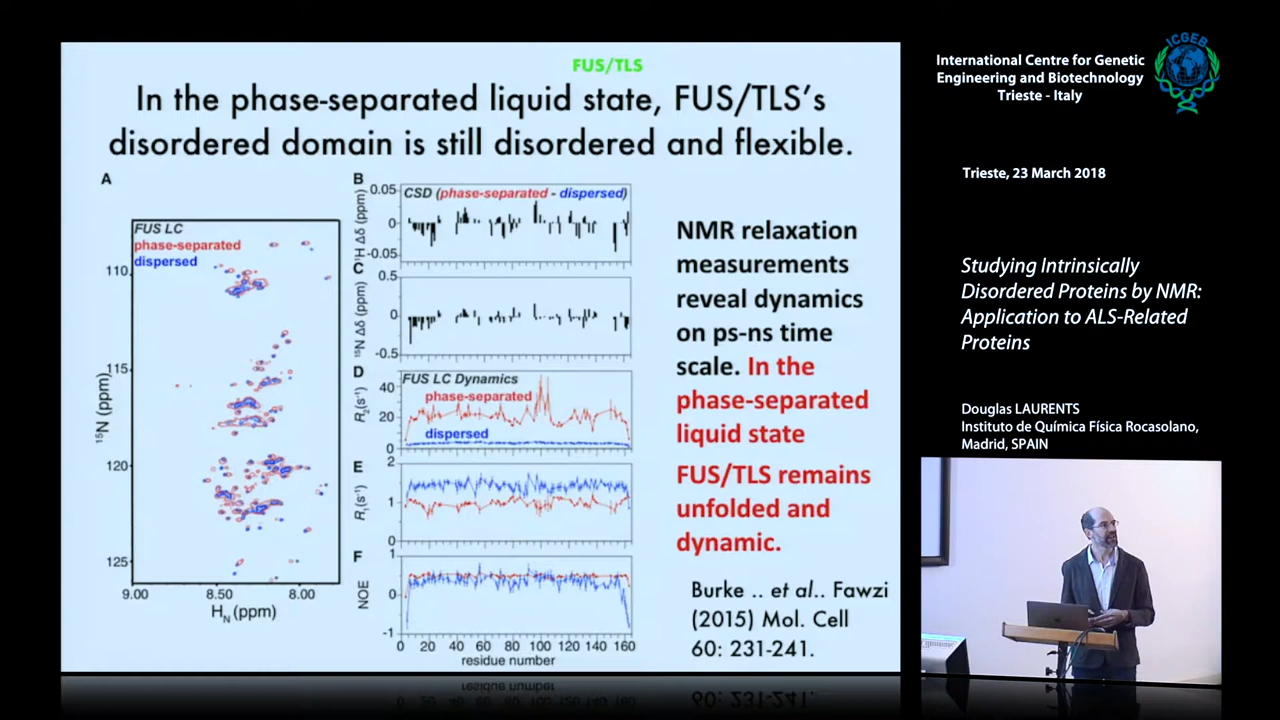 FUS/TLS
In the phase-separated liquid state, FUS/TLS's
disordered domain is still disordered and flexible.
A
FUS LC
phase-separated
dispersed
110
115
120
125
9.00 8.50 8.00
15N (ppm)
HN (ppm)
B
CSD (phase-separated - dispersed)
0.05
0
-0.05
1H Δδ (ppm)
C
0.5
0
-0.5
15N Δδ (ppm)
D
FUS LC Dynamics
phase-separated
dispersed
40
20
0
R2(s-1)
E
2
1
0
R1(s-1)
F
1
0
-1
NOE
0 20 40 60 80 100 120 140 160
residue number
NMR relaxation
measurements
reveal dynamics
on ps-ns time
scale. In the
phase-separated
liquid state
FUS/TLS remains
unfolded and
dynamic.
Burke .. et al.. Fawzi
(2015) Mol. Cell
60: 231-241.
International Centre for Genetic
Engineering and Biotechnology
Trieste - Italy
ICGEB
Trieste, 23 March 2018
Studying Intrinsically
Disordered Proteins by NMR:
Application to ALS-Related
Proteins
Douglas LAURENTS
Instituto de Química Física Rocasolano,
Madrid, SPAIN